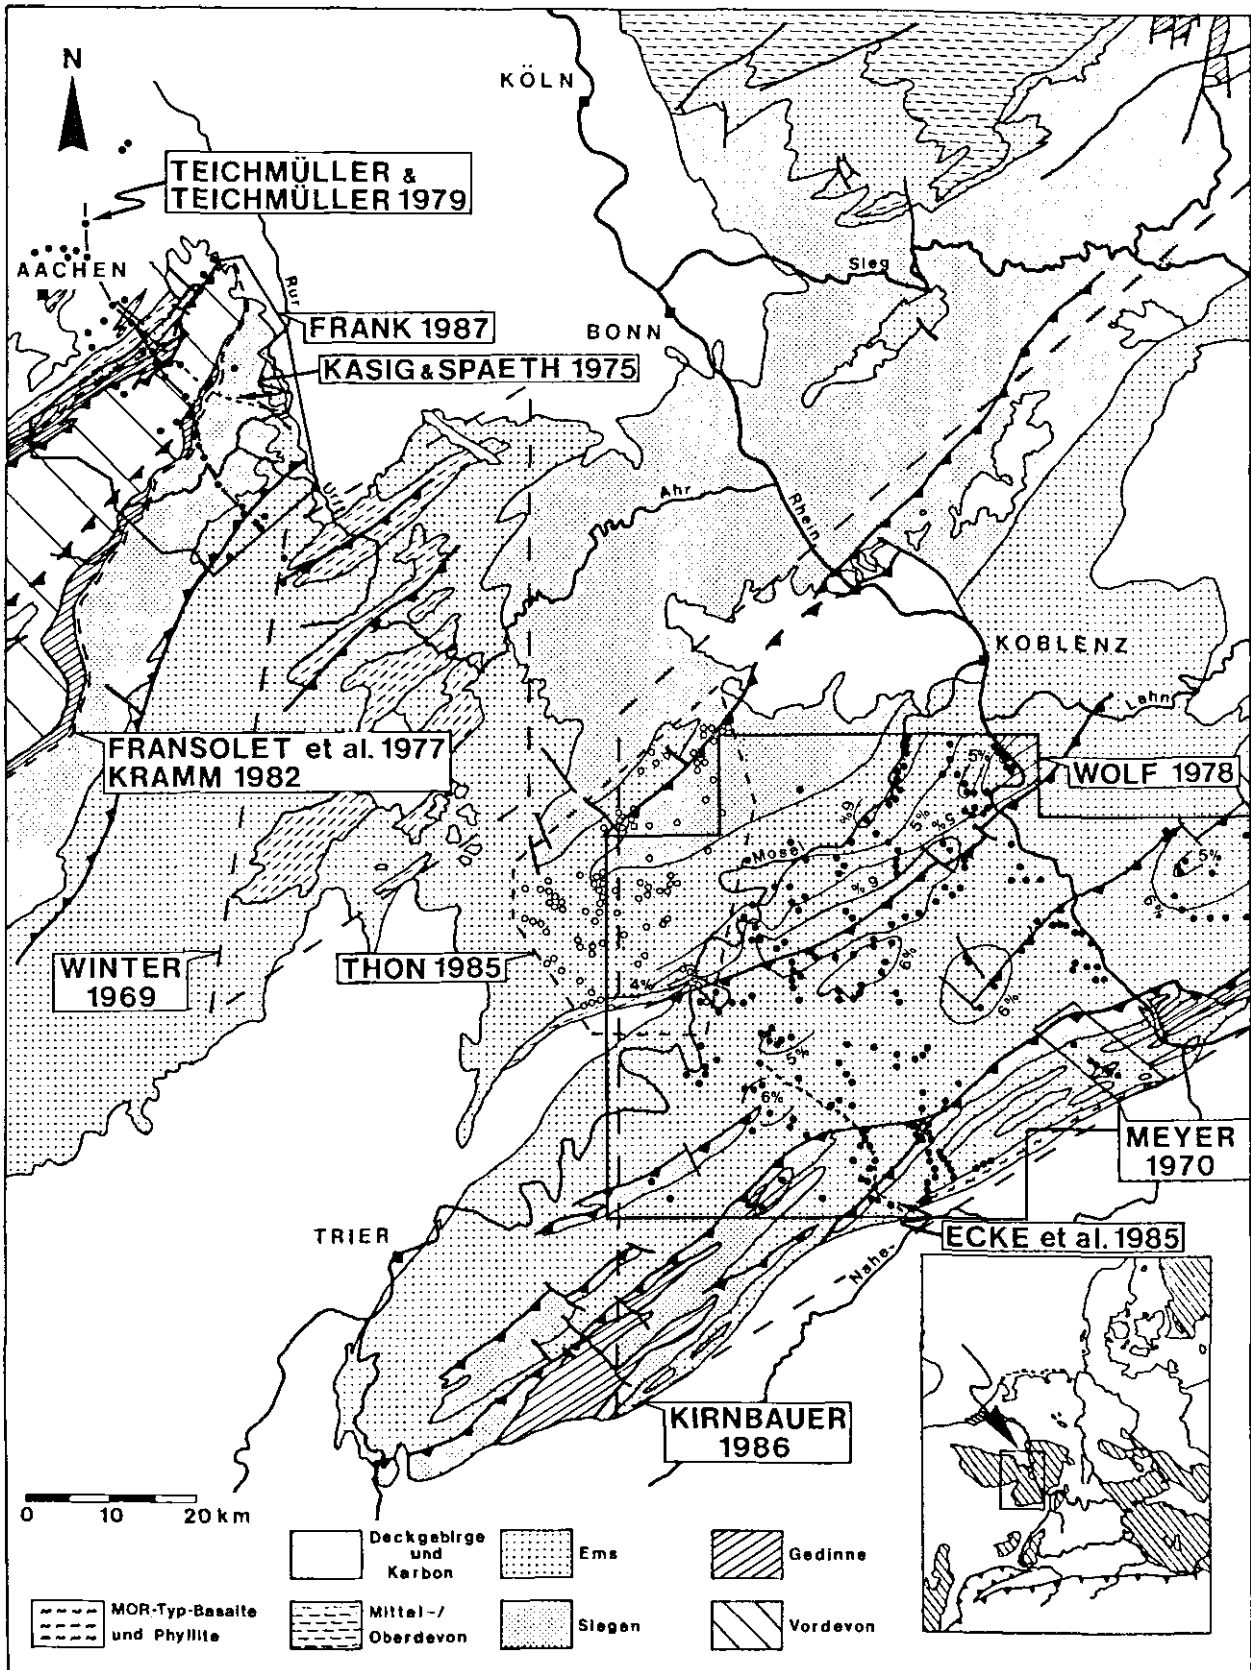 N
KÖLN
TEICHMÜLLER &
TEICHMÜLLER 1979
AACHEN
Rur
Sieg
FRANK 1987
BONN
KASIG & SPAETH 1975
Urft
Ahr
Rhein
KOBLENZ
Lahn
FRANSOLET et al. 1977
KRAMM 1982
WOLF 1978
5%
6%
5%
5%
Mosel
6%
5%
6%
WINTER
1969
THON 1985
4%
6%
6%
5%
6%
MEYER
1970
TRIER
ECKE et al. 1985
Nahe
KIRNBAUER
1986
0 10 20 km
Deckgebirge
und
Karbon
Ems
Gedinne
MOR-Typ-Basalte
und Phyllite
Mittel-/
Oberdevon
Siegen
Vordevon